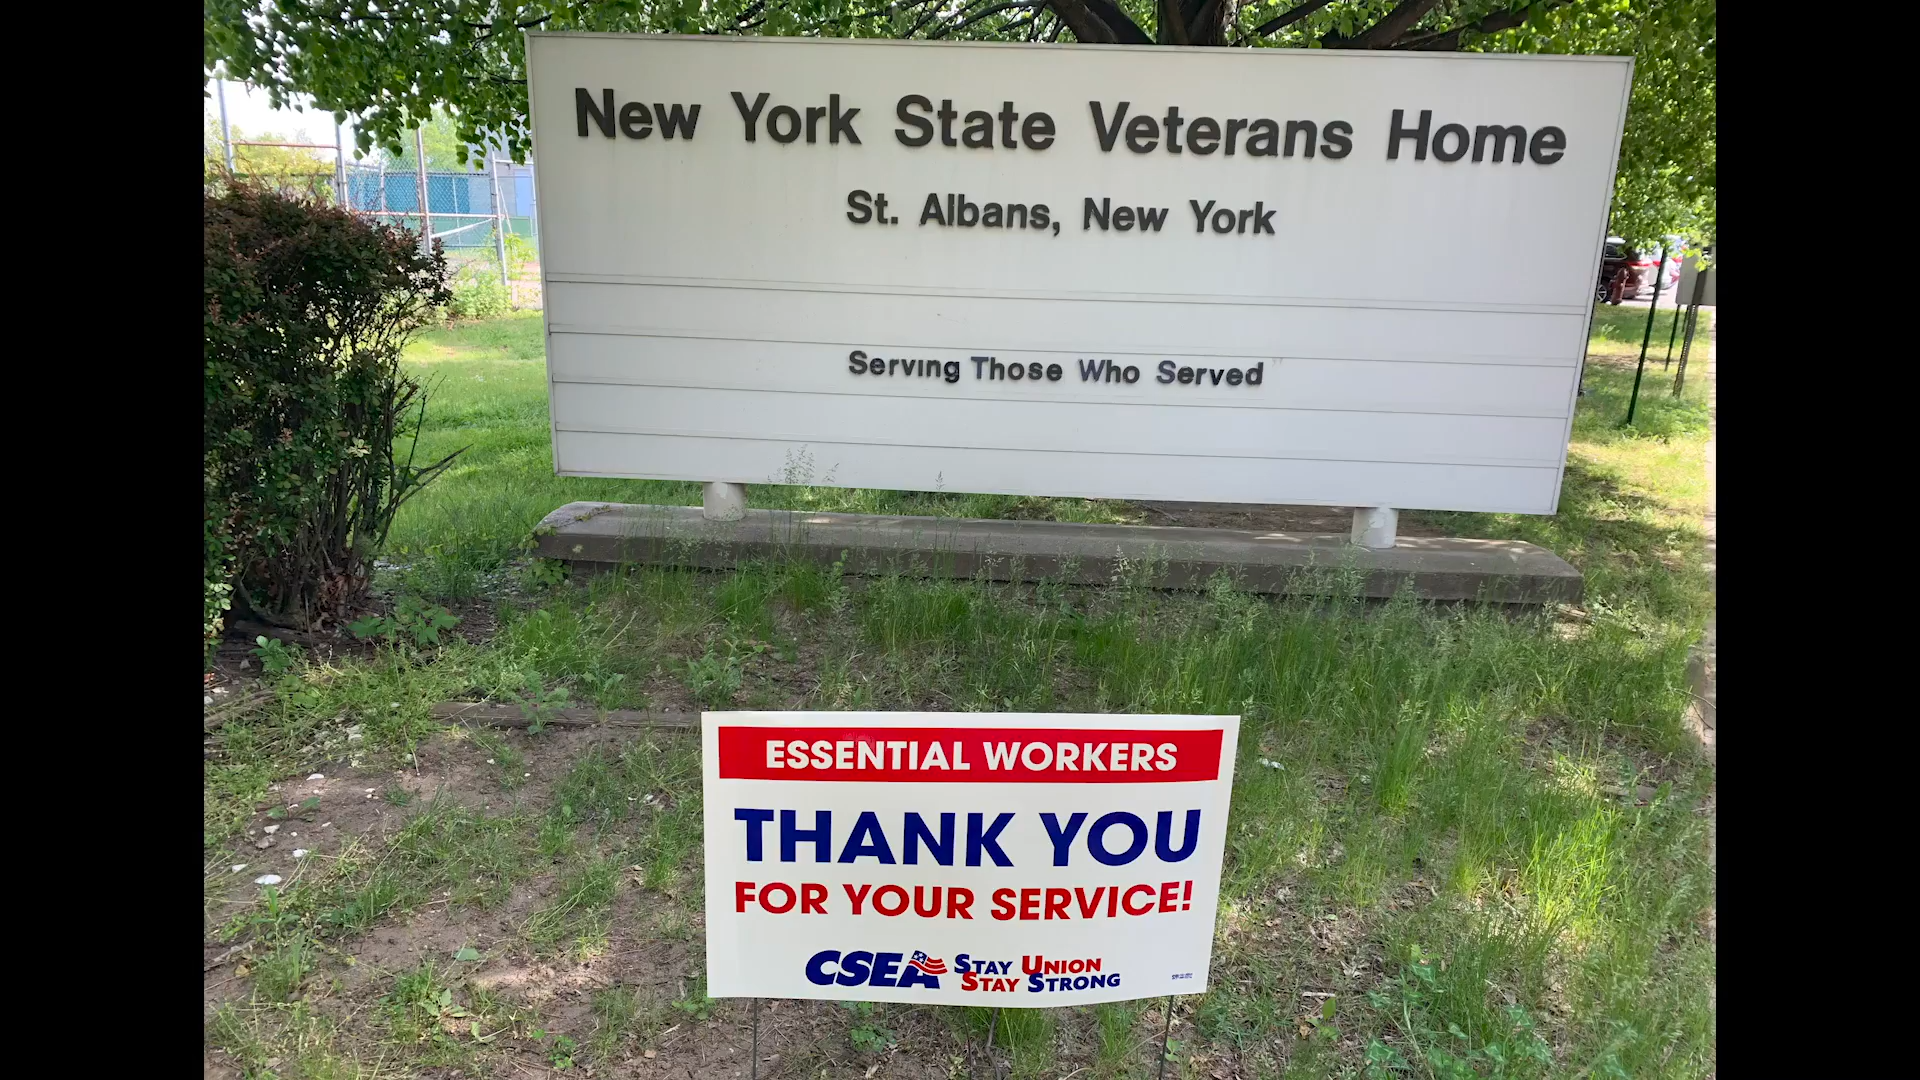 New York State Veterans Home
St. Albans, New York
Serving Those Who Served
ESSENTIAL WORKERS
THANK YOU
FOR YOUR SERVICE!
CSEA STAY UNION
STAY STRONG